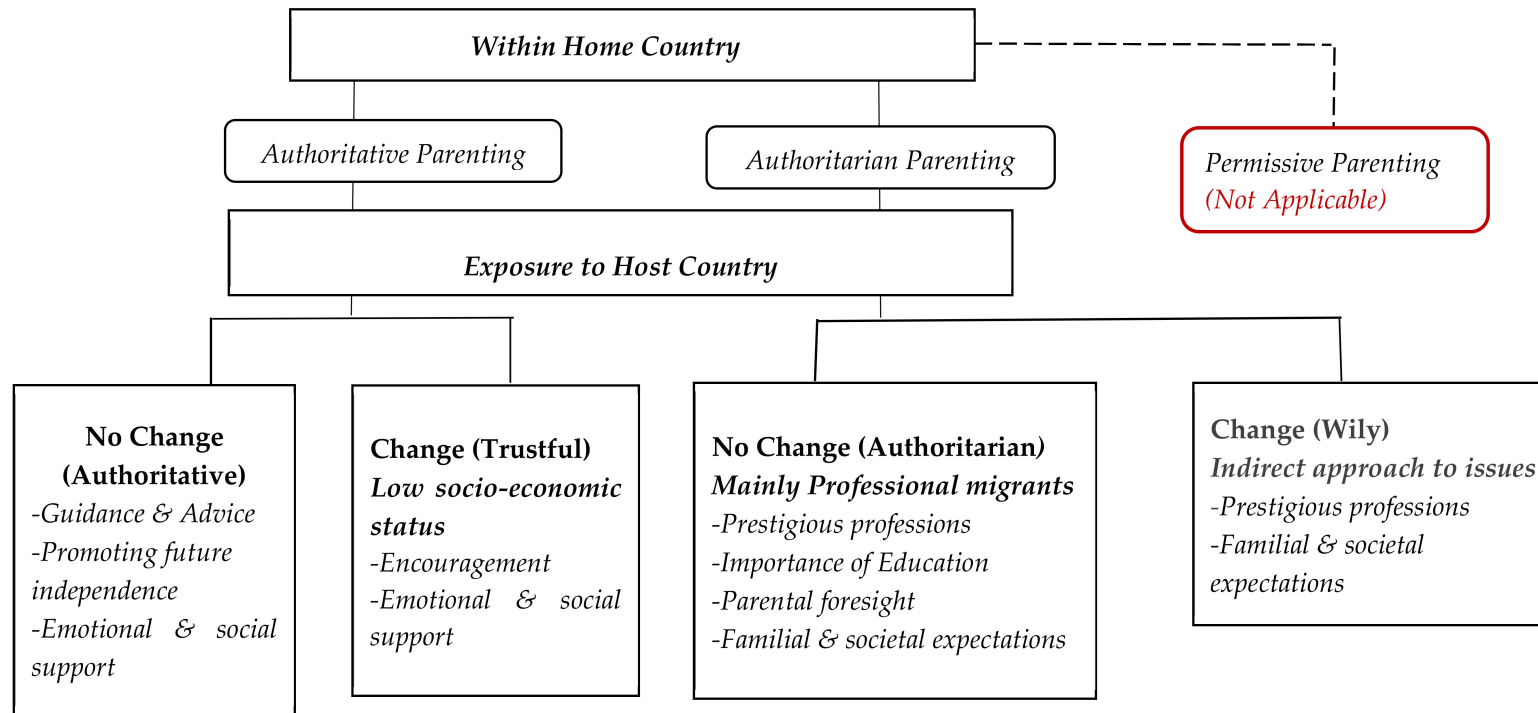 Within Home Country
Authoritative Parenting
Authoritarian Parenting
Permissive Parenting
(Not Applicable)
Exposure to Host Country
No Change
(Authoritative)
-Guidance & Advice
-Promoting future
independence
-Emotional & social
support
Change (Trustful)
Low socio-economic
status
-Encouragement
-Emotional & social
support
No Change (Authoritarian)
Mainly Professional migrants
-Prestigious professions
-Importance of Education
-Parental foresight
-Familial & societal expectations
Change (Wily)
Indirect approach to issues
-Prestigious professions
-Familial & societal
expectations